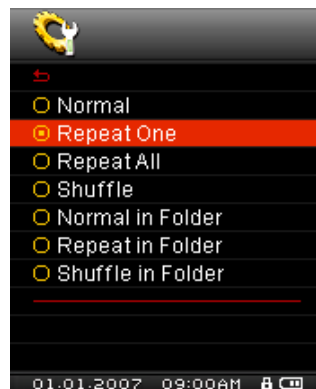 Normal
Repeat One
Repeat All
Shuffle
Normal in Folder
Repeat in Folder
Shuffle in Folder
01.01.2007 09:00AM